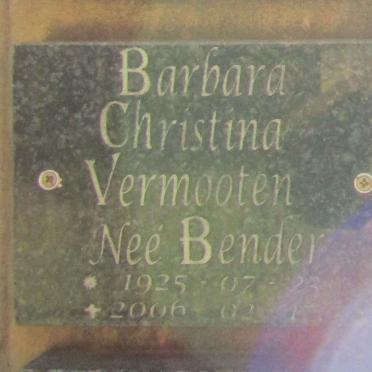 Barbara
Christina
Vermooten
Neé Bender
* 1925 - 07 - 23
✝ 2006 - 02